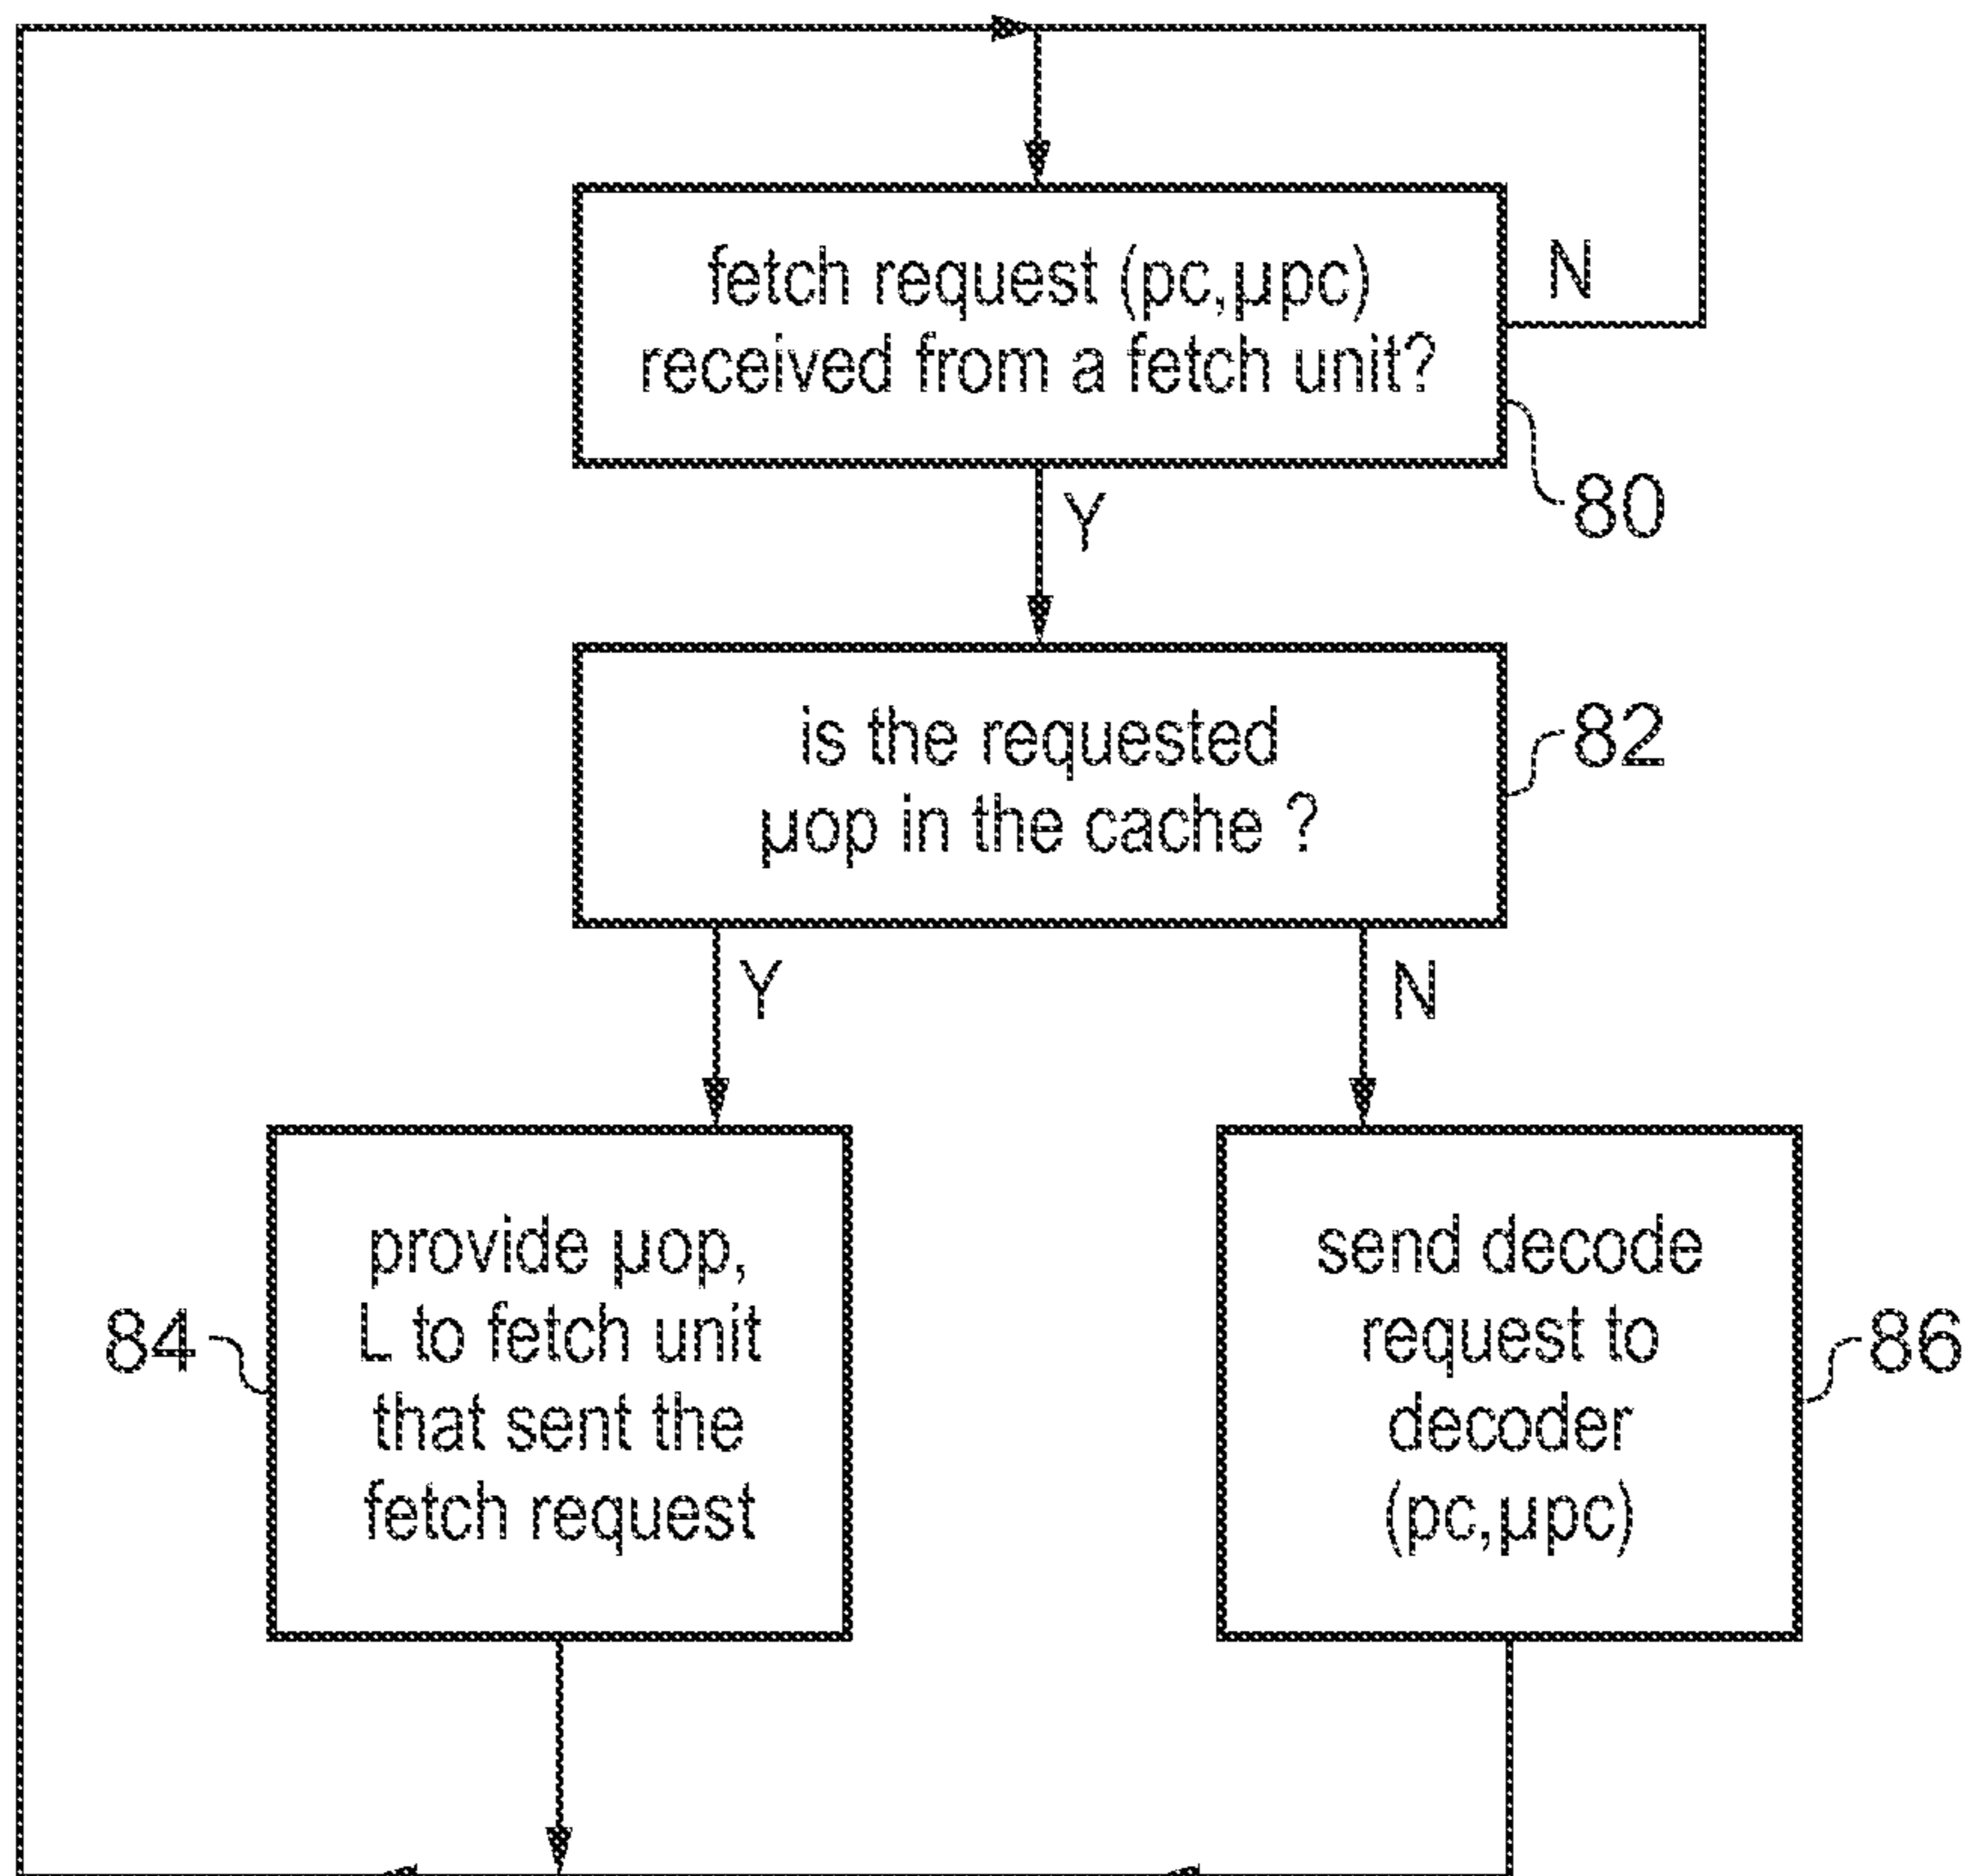 fetch request (pc,µpc)
received from a fetch unit?
N
80
Y
is the requested
µop in the cache ?
82
Y
N
provide µop,
L to fetch unit
that sent the
fetch request
84
send decode
request to
decoder
(pc,µpc)
86